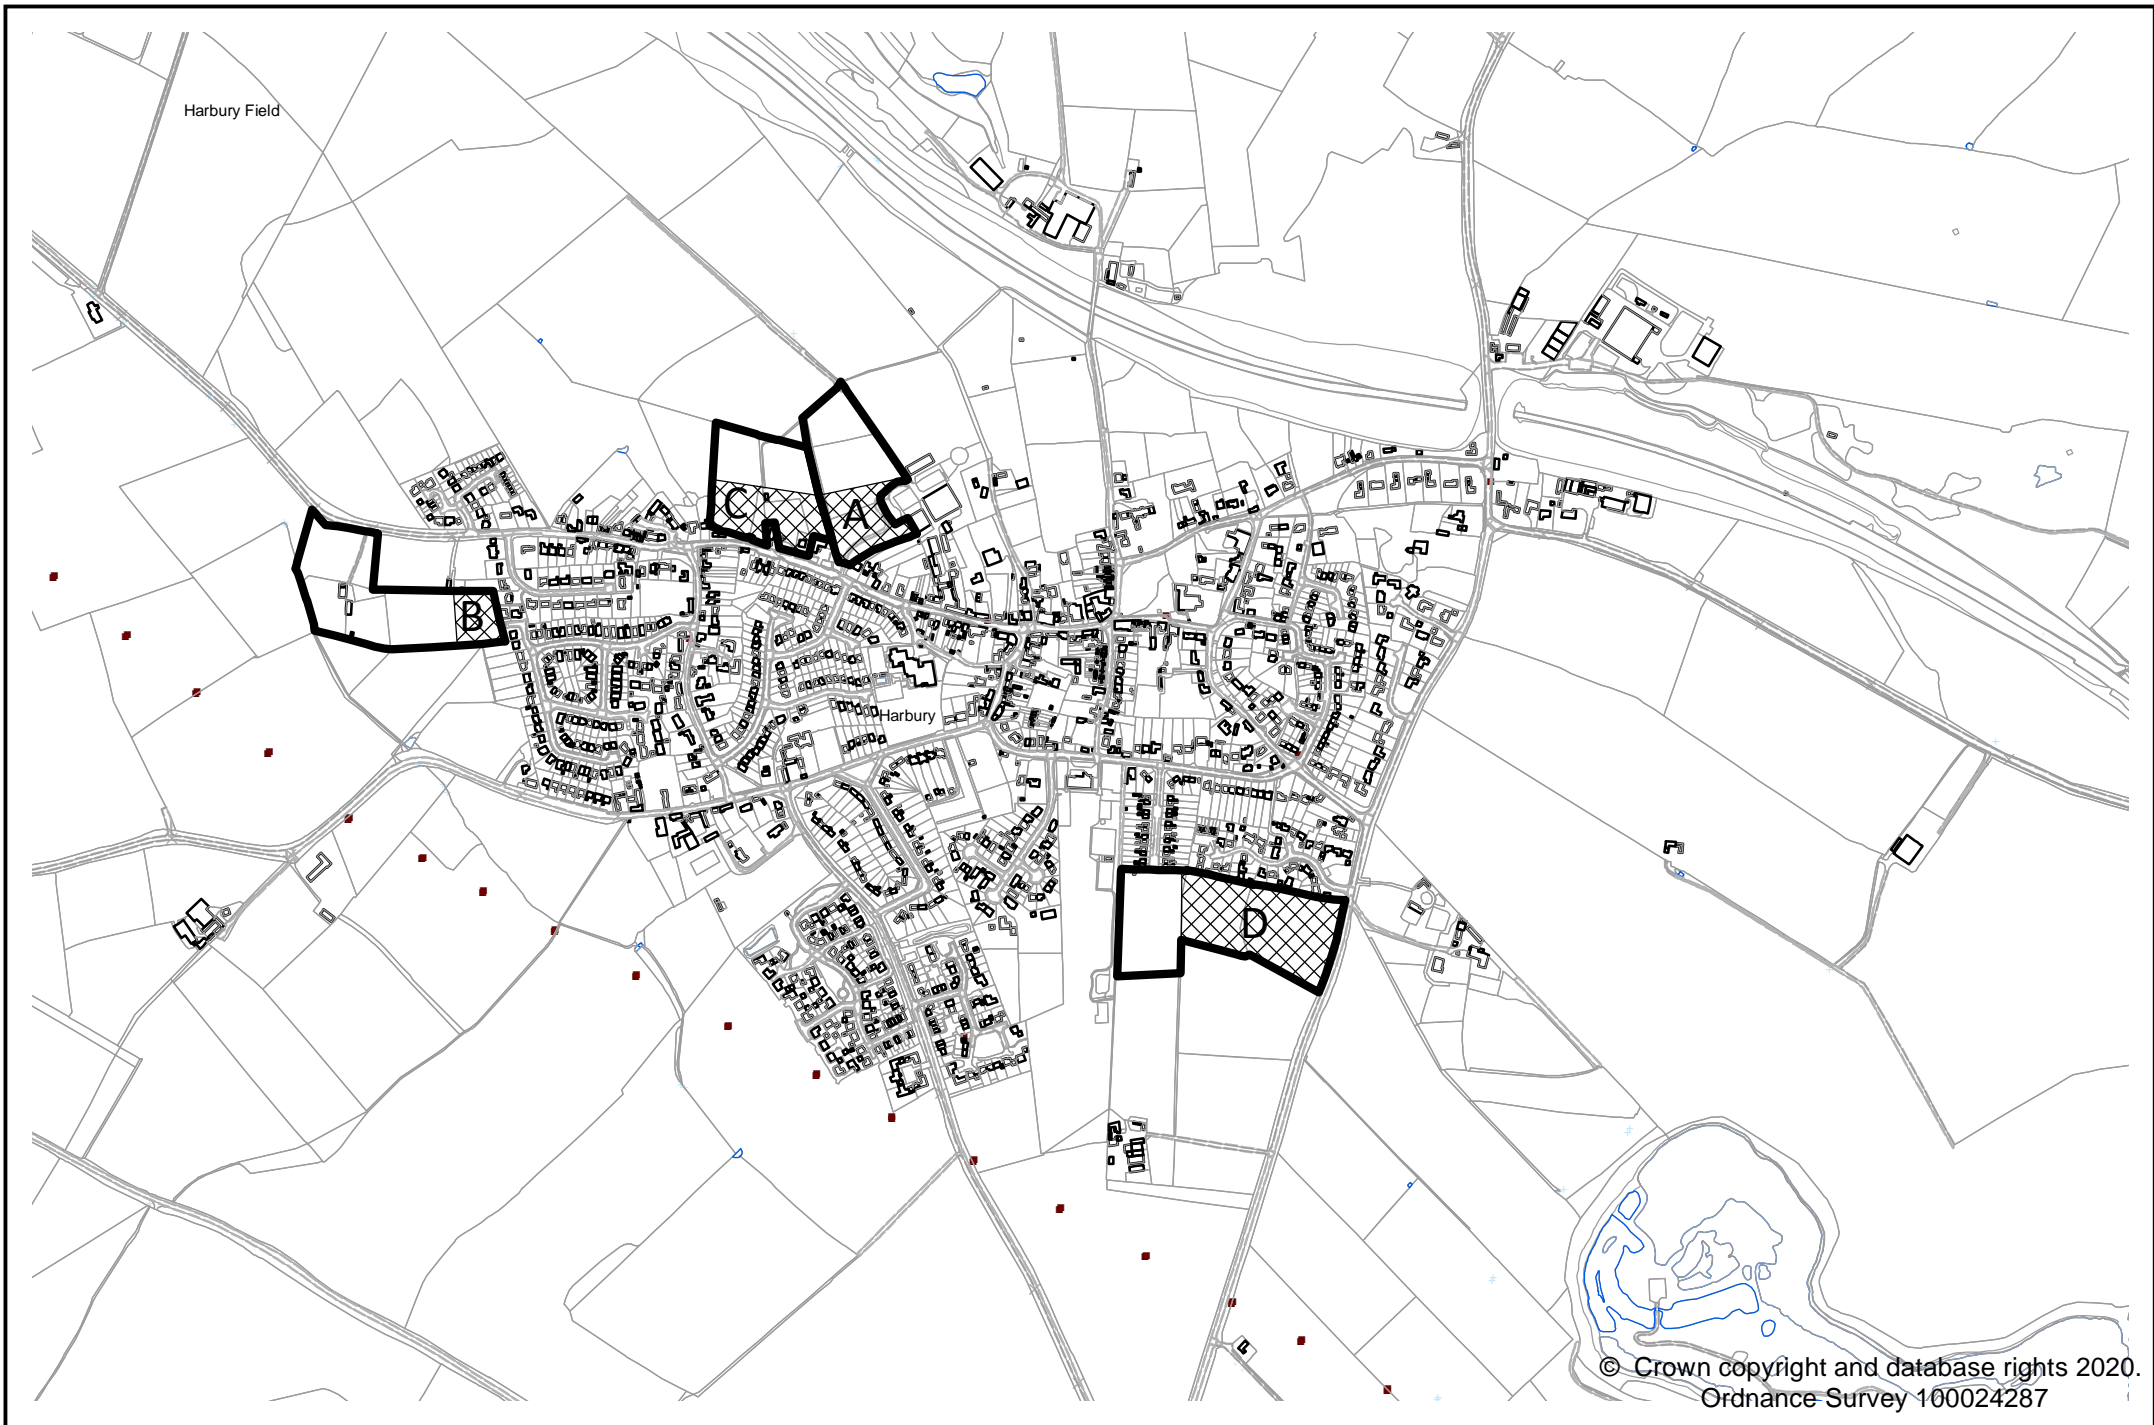 Harbury Field
C
A
B
Harbury
D
© Crown copyright and database rights 2020.
Ordnance Survey 100024287